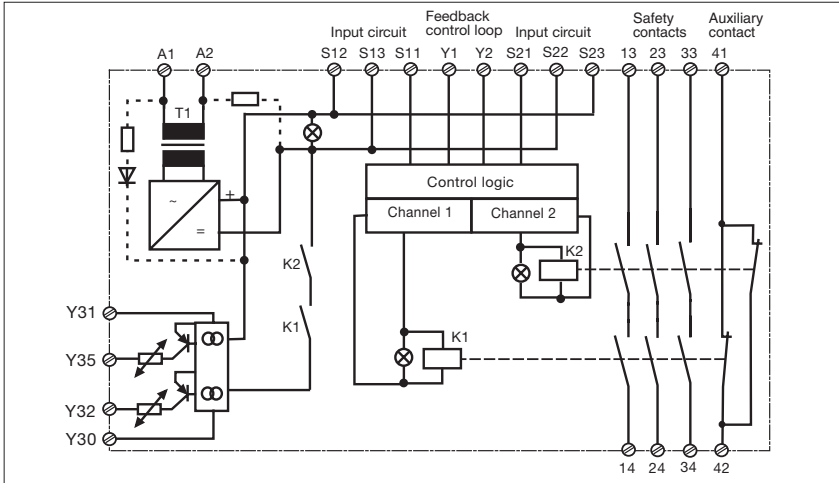 Input circuit
Feedback control loop
Input circuit
Safety contacts
Auxiliary contact
A1 A2 S12 S13 S11 Y1 Y2 S21 S22 S23 13 23 33 41
T1
Control logic
Channel 1 Channel 2
~
+
=
K2
K2
K1
K1
Y31
Y35
Y32
Y30
14 24 34 42